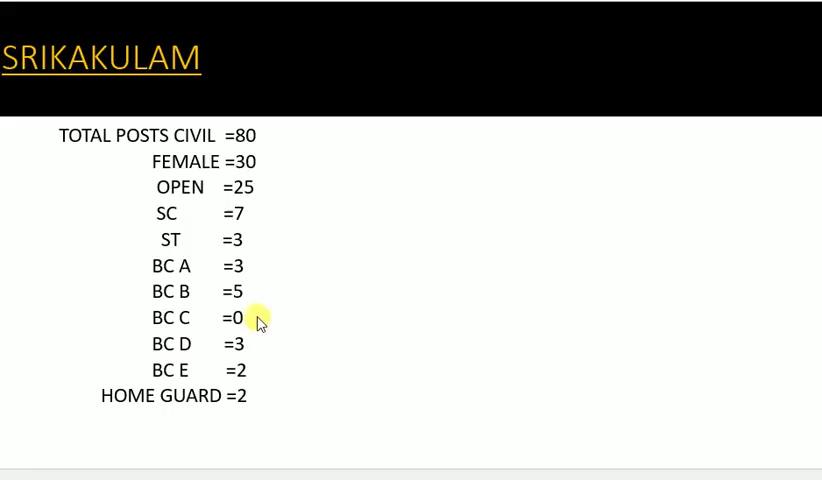 SRIKAKULAM
TOTAL POSTS CIVIL =80
FEMALE =30
OPEN =25
SC =7
ST =3
BC A =3
BC B =5
BC C =0
BC D =3
BC E =2
HOME GUARD =2